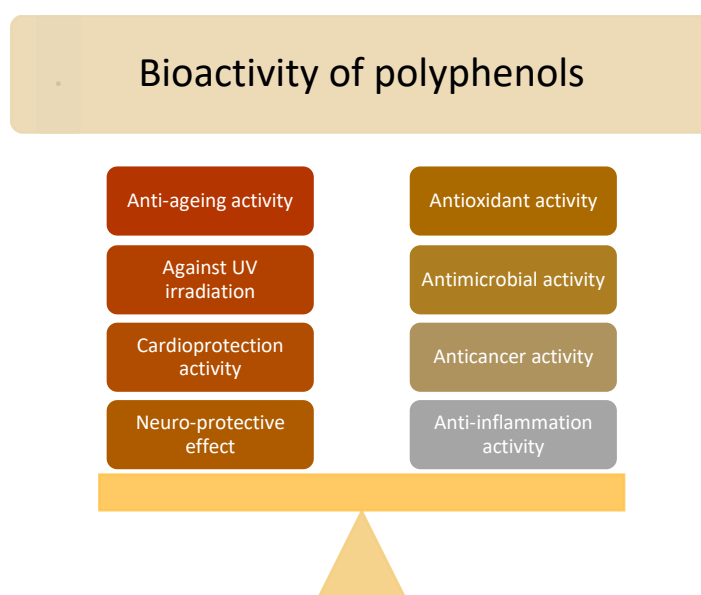 Bioactivity of polyphenols
Anti-ageing activity
Against UV
irradiation
Cardioprotection
activity
Neuro-protective
effect
Antioxidant activity
Antimicrobial activity
Anticancer activity
Anti-inflammation
activity